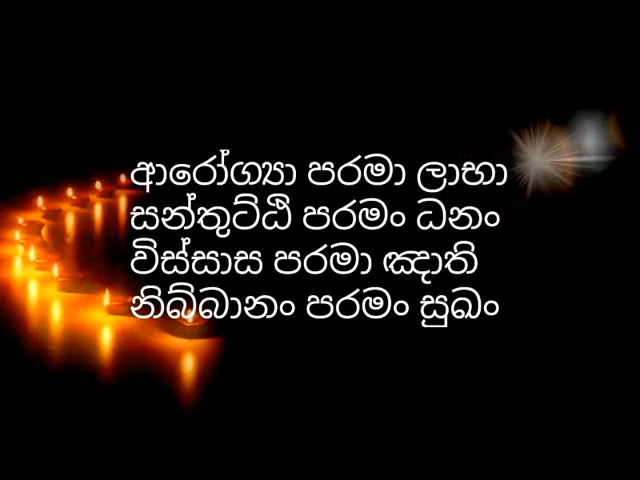 ආරෝග්‍යා පරමා ලාභා
සන්තුට්ඨි පරමං ධනං
විස්සාස පරමා ඤාති
නිබ්බානං පරමං සුඛං